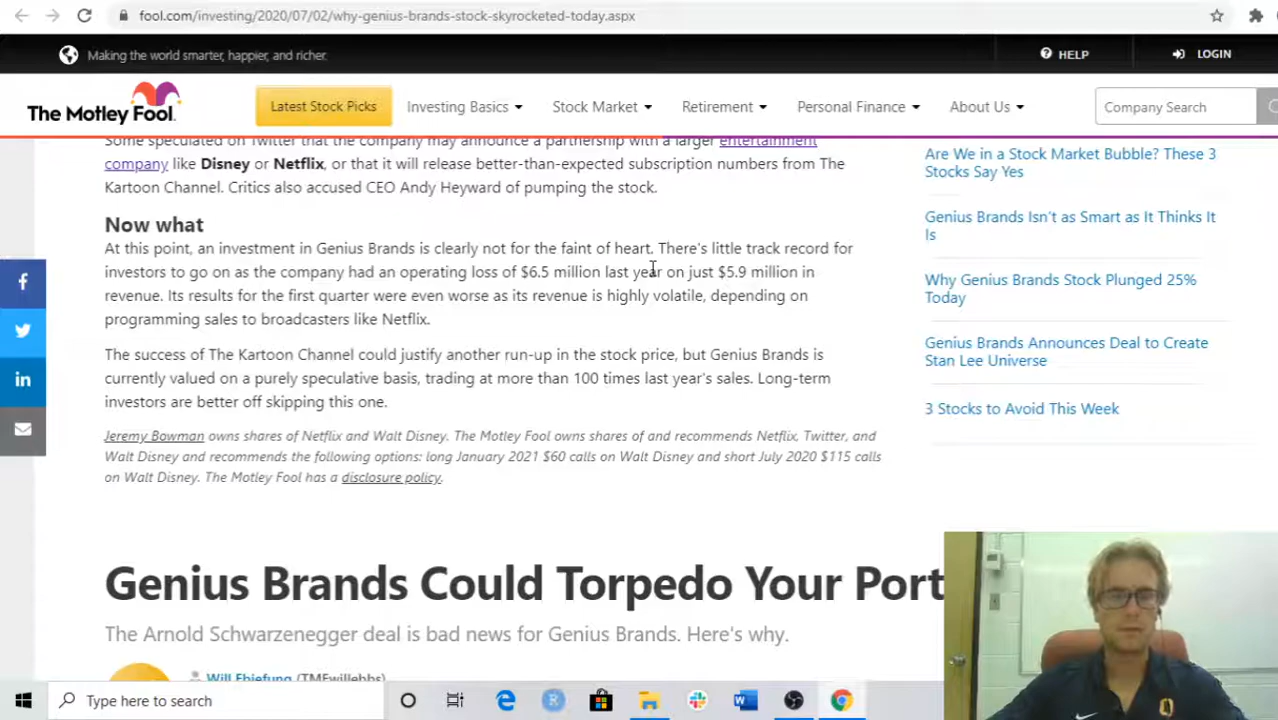 fool.com/investing/2020/07/02/why-genius-brands-stock-skyrocketed-today.aspx
Making the world smarter, happier, and richer.
HELP
LOGIN
The Motley Fool.
Latest Stock Picks
Investing Basics
Stock Market
Retirement
Personal Finance
About Us
Company Search
Some speculated on Twitter that the company may announce a partnership with a larger entertainment
company like Disney or Netflix, or that it will release better-than-expected subscription numbers from The
Kartoon Channel. Critics also accused CEO Andy Heyward of pumping the stock.
Now what
At this point, an investment in Genius Brands is clearly not for the faint of heart. There's little track record for
investors to go on as the company had an operating loss of $6.5 million last year on just $5.9 million in
revenue. Its results for the first quarter were even worse as its revenue is highly volatile, depending on
programming sales to broadcasters like Netflix.
The success of The Kartoon Channel could justify another run-up in the stock price, but Genius Brands is
currently valued on a purely speculative basis, trading at more than 100 times last year's sales. Long-term
investors are better off skipping this one.
Jeremy Bowman owns shares of Netflix and Walt Disney. The Motley Fool owns shares of and recommends Netflix, Twitter, and
Walt Disney and recommends the following options: long January 2021 $60 calls on Walt Disney and short July 2020 $115 calls
on Walt Disney. The Motley Fool has a disclosure policy.
Are We in a Stock Market Bubble? These 3
Stocks Say Yes
Genius Brands Isn't as Smart as It Thinks It
Is
Why Genius Brands Stock Plunged 25%
Today
Genius Brands Announces Deal to Create
Stan Lee Universe
3 Stocks to Avoid This Week
Genius Brands Could Torpedo Your Port
The Arnold Schwarzenegger deal is bad news for Genius Brands. Here's why.
Will Ebiefung (TMFwillebbs)
Type here to search